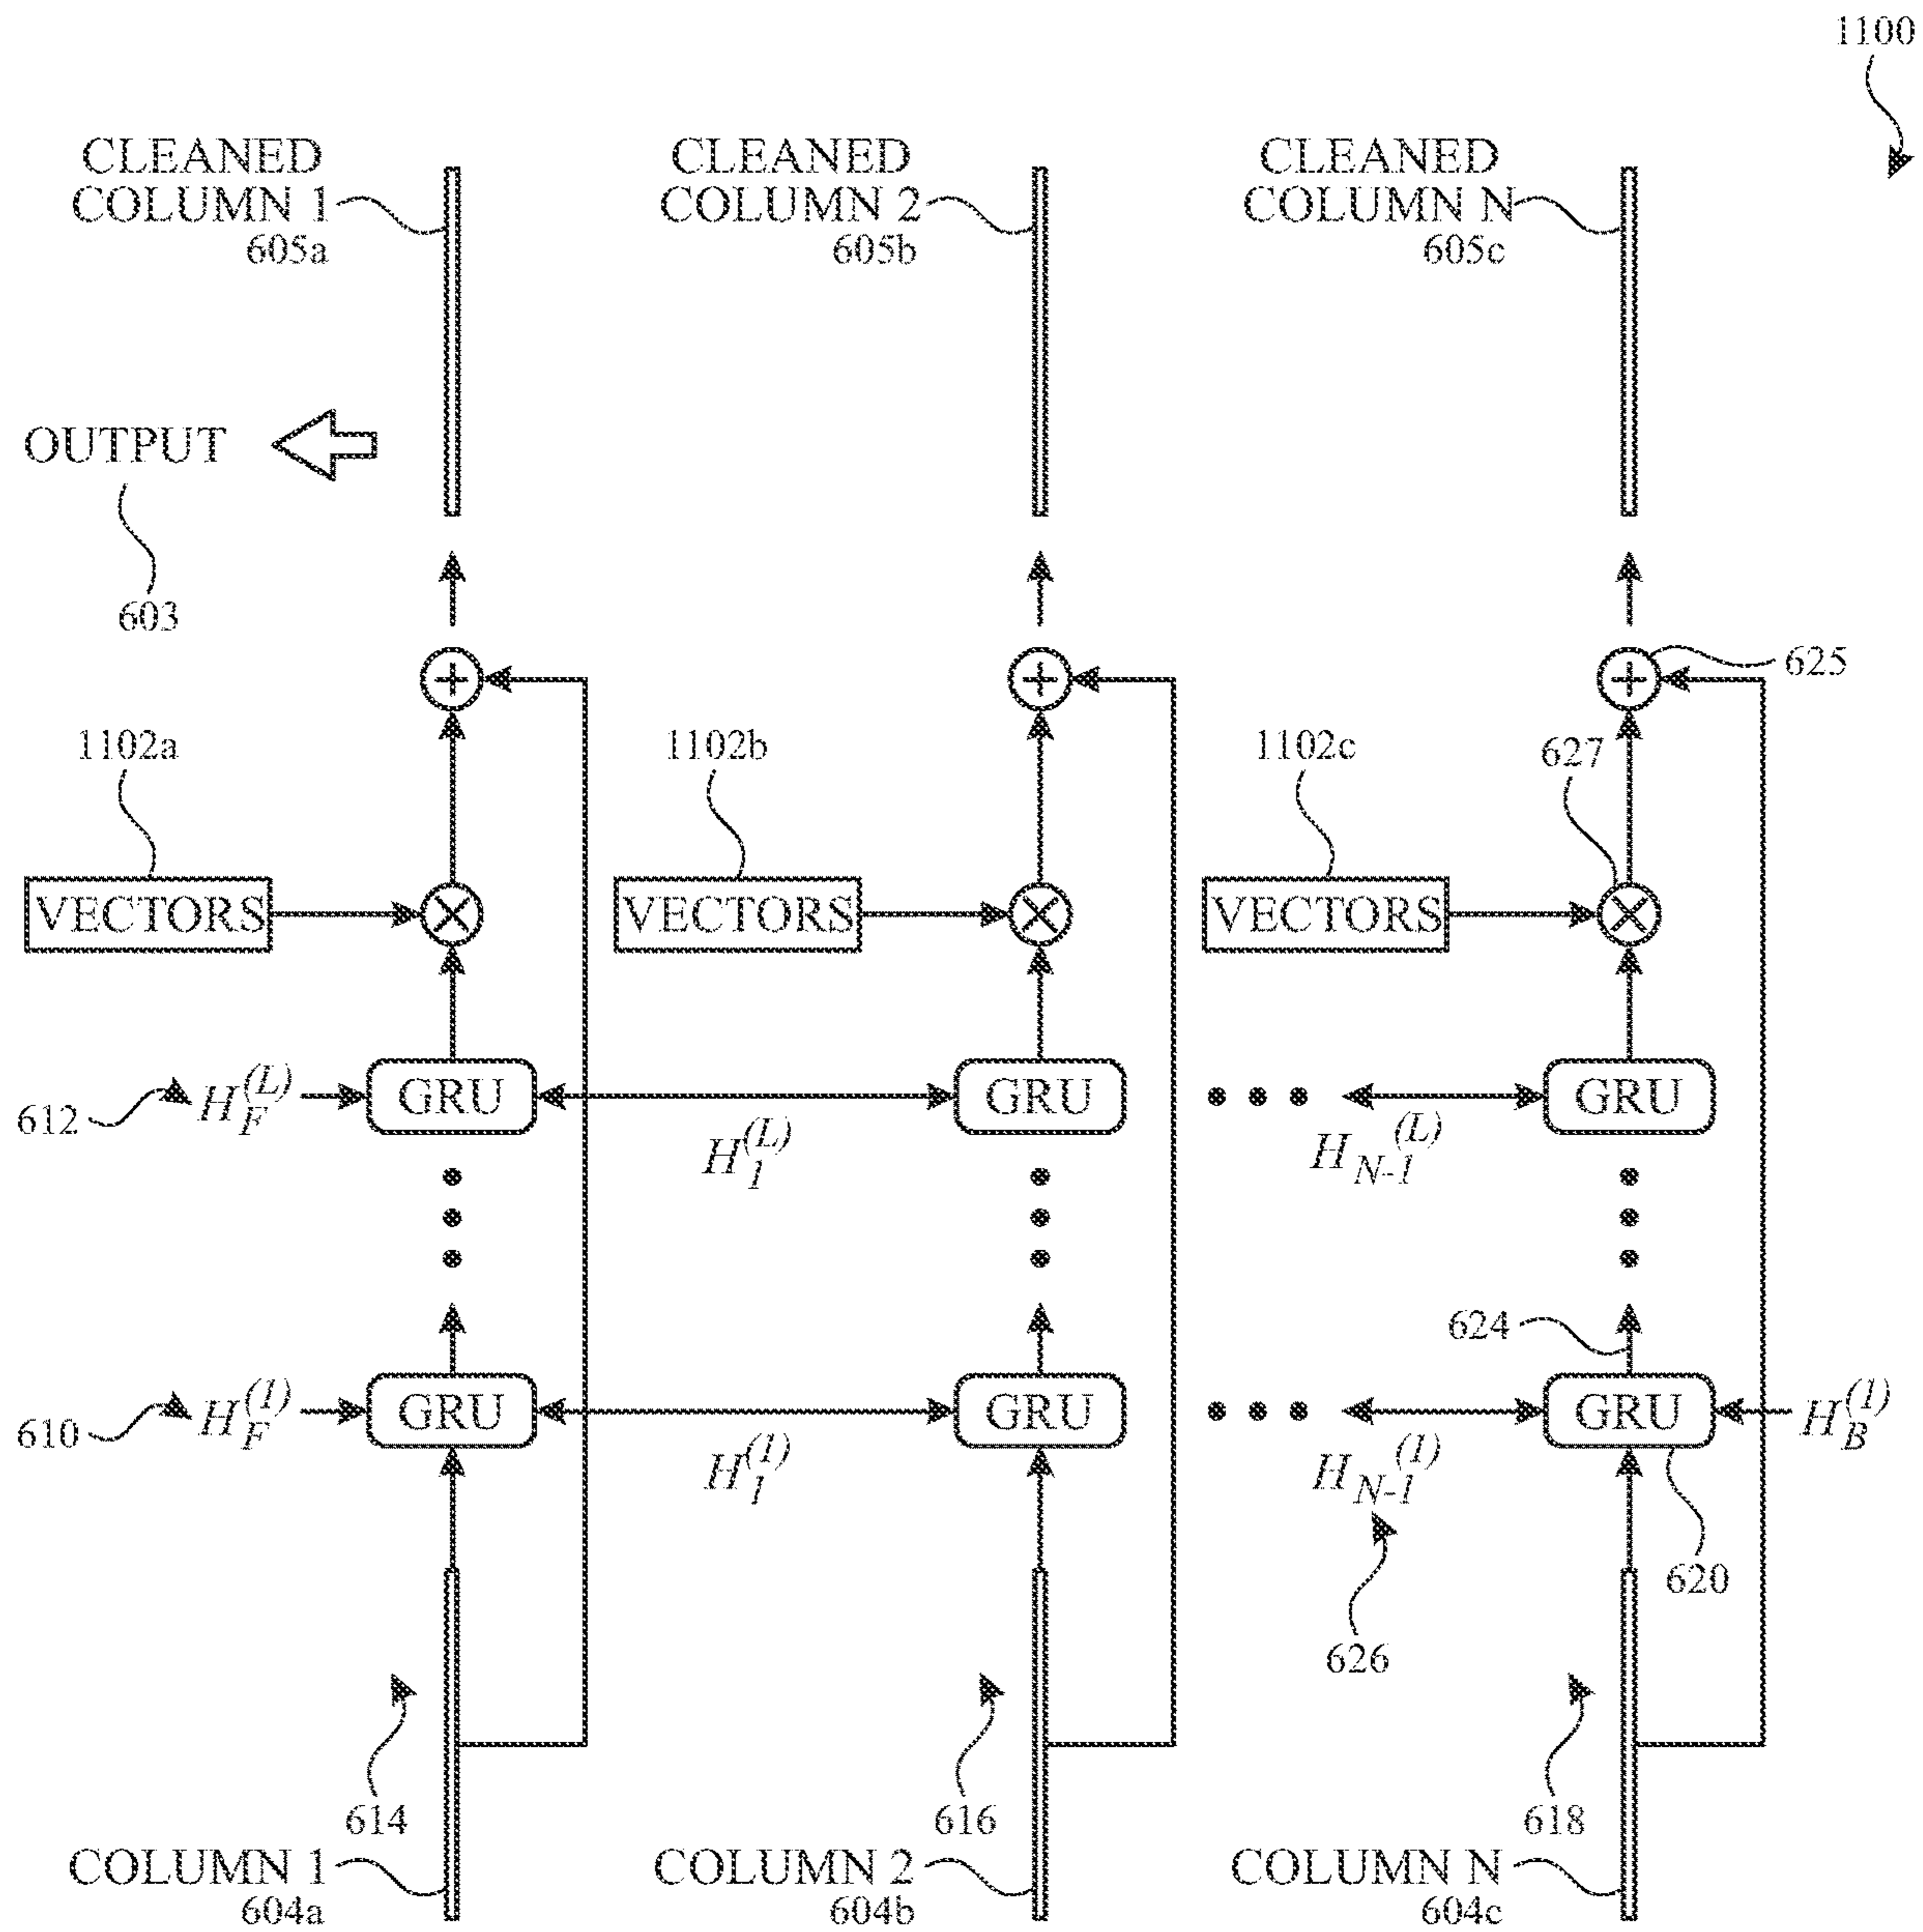 1100
CLEANED COLUMN 1
605a
CLEANED COLUMN 2
605b
CLEANED COLUMN N
605c
OUTPUT
603
625
1102a
1102b
1102c
627
VECTORS
VECTORS
VECTORS
612
H_F^(L)
GRU
H_1^(L)
GRU
H_N-1^(L)
GRU
624
610
H_F^(1)
GRU
H_1^(1)
GRU
H_N-1^(1)
GRU
H_B^(1)
620
626
614
616
618
COLUMN 1
604a
COLUMN 2
604b
COLUMN N
604c